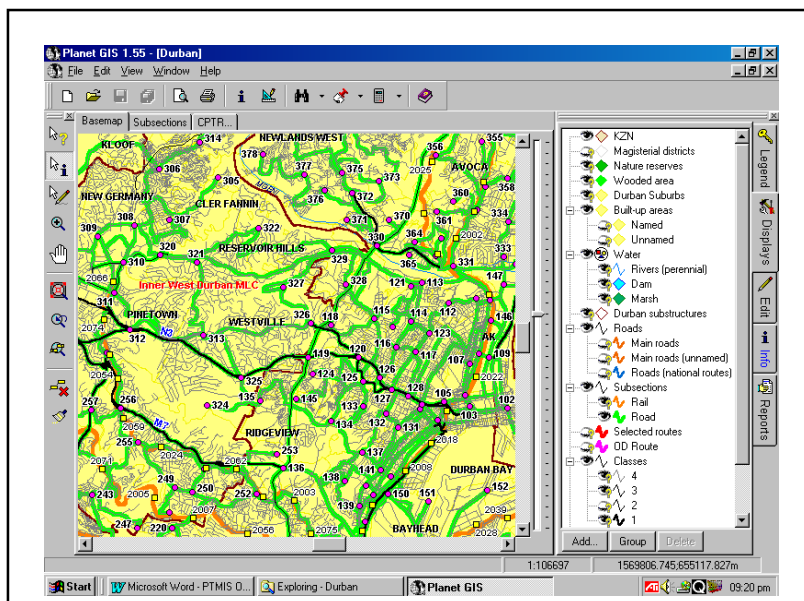 Planet GIS 1.55 - [Durban]
File Edit View Window Help
Basemap Subsections CPTR...
KLOOF
314
NEWLANDS WEST
378
356
355
2025
AVOCA
306
305
377
375
373
358
NEW GERMANY
CLER FANNIN
376
372
360
308
307
371
370
361
334
309
322
330
364
2002
320
RESERVOIR HILLS
310
321
329
365
331
333
2066
Inner West Durban MLC
327
328
121
113
147
311
PINETOWN
WESTVILLE
326
118
115
114
112
146
2074
N3
123
312
313
116
117
AK
119
120
107
109
2054
126
325
124
125
2022
257
256
324
135
145
128
105
102
M7
133
127
103
2059
134
132
131
255
RIDGEVIEW
2018
2024
253
137
2071
2062
136
2008
DURBAN BAY
249
138
141
243
2005
250
252
2003
139
150
151
152
247
2007
2039
220
2056
2075
BAYHEAD
2028
KZN
Magisterial districts
Nature reserves
Wooded area
Durban Suburbs
Built-up areas
Named
Unnamed
Water
Rivers (perennial)
Dam
Marsh
Durban substructures
Roads
Main roads
Main roads (unnamed)
Roads (national routes)
Subsections
Rail
Road
Selected routes
OD Route
Classes
4
3
2
1
Add... Group Delete
Legend
Displays
Edit
Info
Reports
1:106697 1569806.745;655117.827m
Start Microsoft Word - PTMIS O... Exploring - Durban Planet GIS 09:20 pm